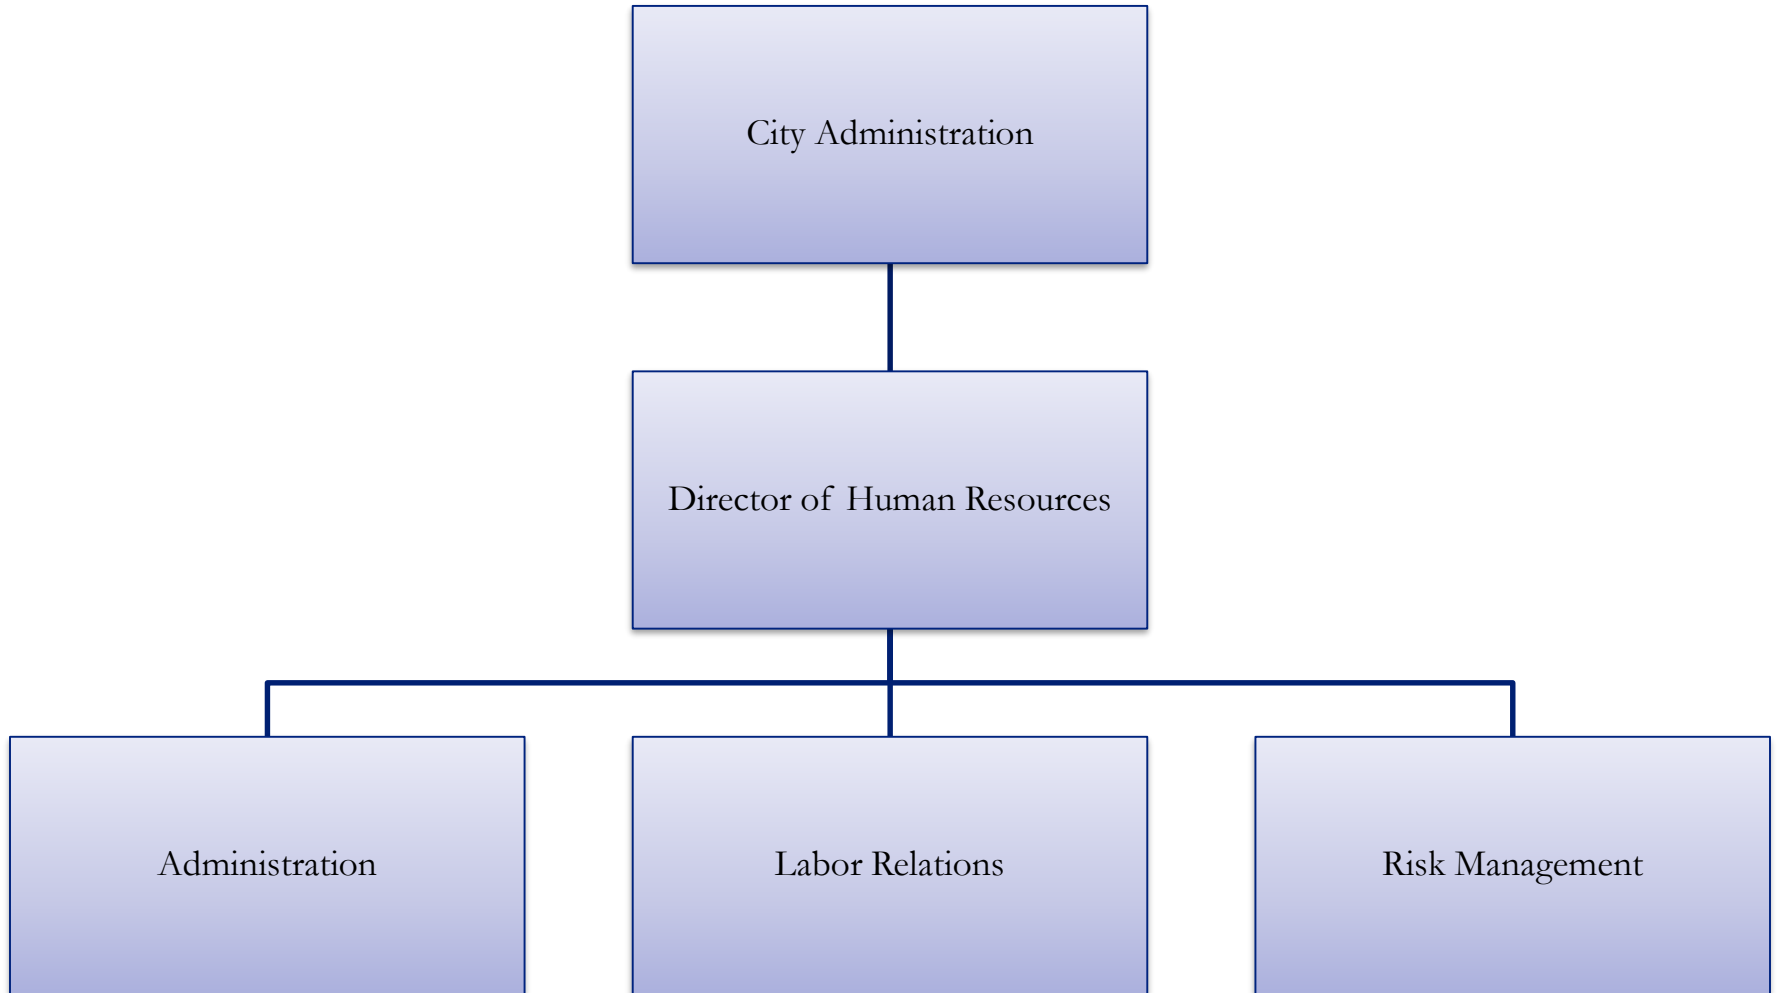 City Administration
Director of Human Resources
Administration
Labor Relations
Risk Management